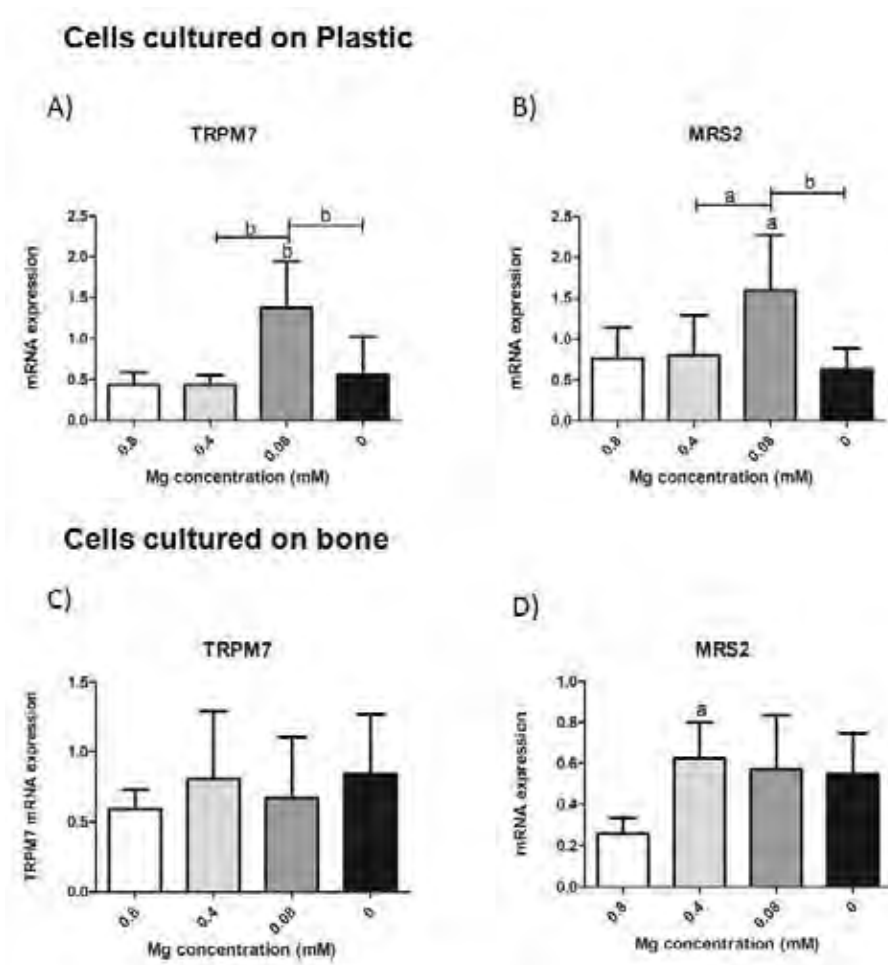 Cells cultured on Plastic
A)
TRPM7
mRNA expression
2.5
2.0
1.5
1.0
0.5
0.0
b
b
b
0.8
0.4
0.08
0
Mg concentration (mM)
B)
MRS2
mRNA expression
2.5
2.0
1.5
1.0
0.5
0.0
a
b
a
0.8
0.4
0.08
0
Mg concentration (mM)
Cells cultured on bone
C)
TRPM7
TRPM7 mRNA expression
1.5
1.0
0.5
0.0
0.8
0.4
0.08
0
Mg concentration (mM)
D)
MRS2
mRNA expression
1.0
0.8
0.6
0.4
0.2
0.0
a
0.8
0.4
0.08
0
Mg concentration (mM)